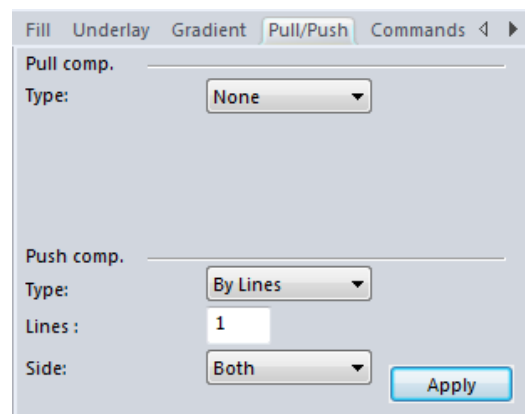 Fill Underlay Gradient Pull/Push Commands
Pull comp.
Type: None
Push comp.
Type: By Lines
Lines : 1
Side: Both
Apply